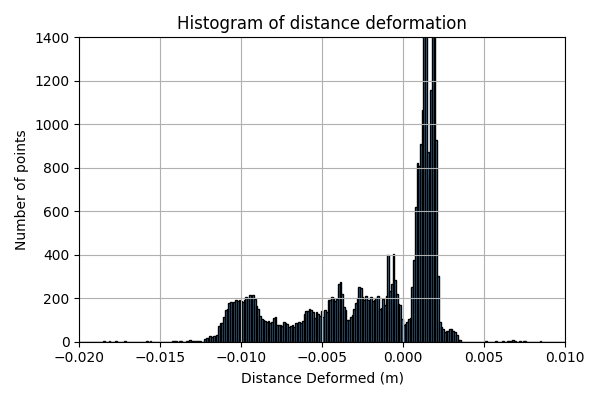 Histogram of distance deformation
1400
1200
1000
800
600
400
200
0
Number of points
−0.020 −0.015 −0.010 −0.005 0.000 0.005 0.010
Distance Deformed (m)